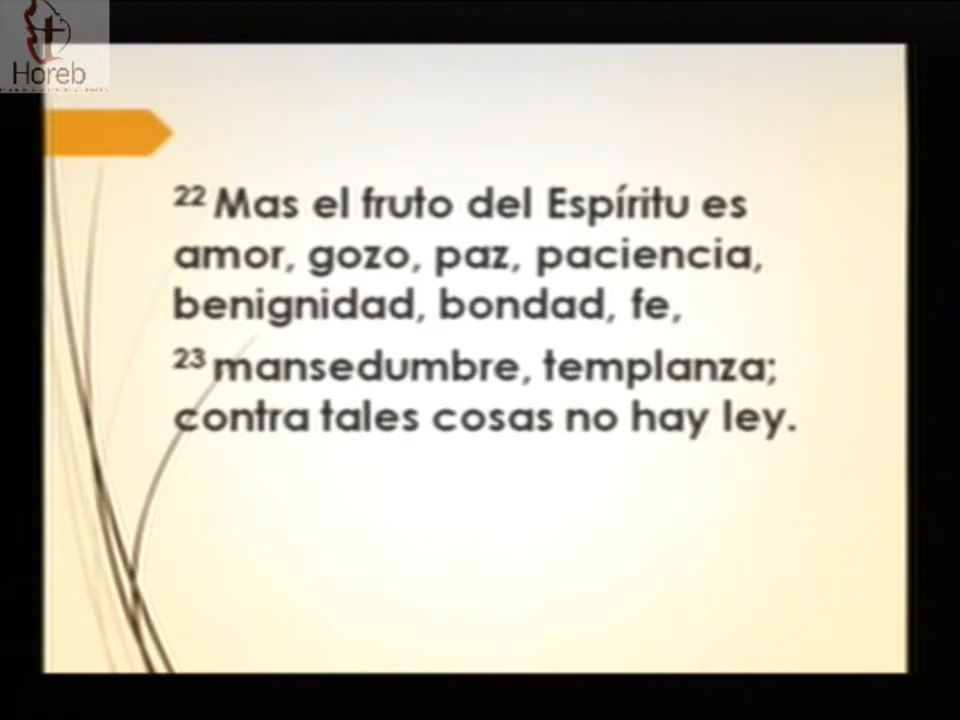 Horeb
22 Mas el fruto del Espíritu es
amor, gozo, paz, paciencia,
benignidad, bondad, fe,
23 mansedumbre, templanza;
contra tales cosas no hay ley.